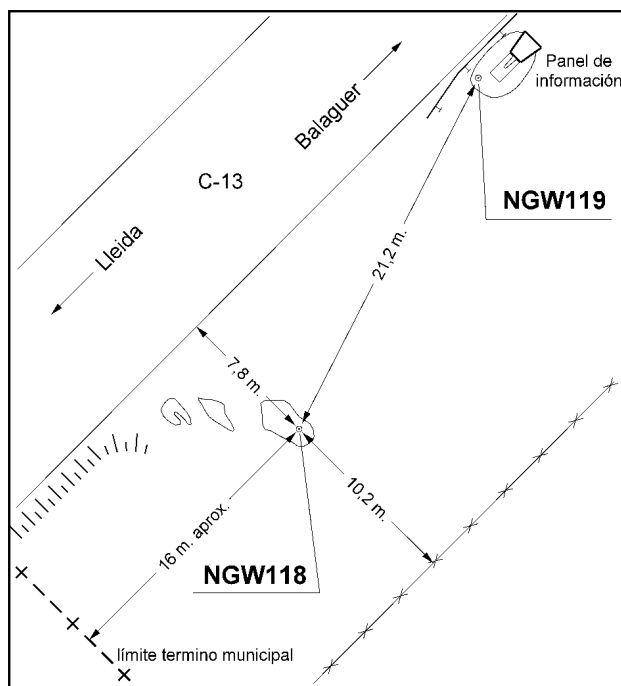 Panel de
información
Balaguer
C-13
NGW119
Lleida
21,2 m.
7,8 m.
10,2 m.
16 m. aprox.
NGW118
límite termino municipal